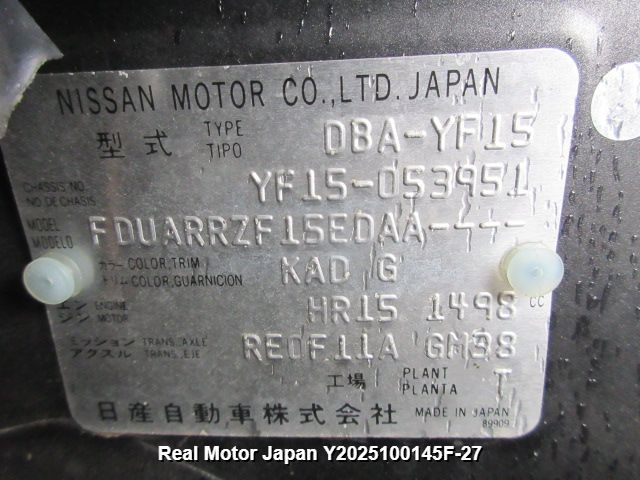 NISSAN MOTOR CO.,LTD. JAPAN
型式 TYPE TIPO DBA-YF15
CHASSIS NO. NO. DE CHASIS YF15-053951
MODEL MODELO FDUARRZF15EDAA----
カラー COLOR,TRIM トリム COLOR,GUARNICION KAD G
エンジン ENGINE MOTOR HR15 1498 CC
ミッション TRANS. AXLE アクスル TRANS. EJE RE0F11A GM38
工場 PLANT PLANTA T
日産自動車株式会社 MADE IN JAPAN
89909
Real Motor Japan Y2025100145F-27